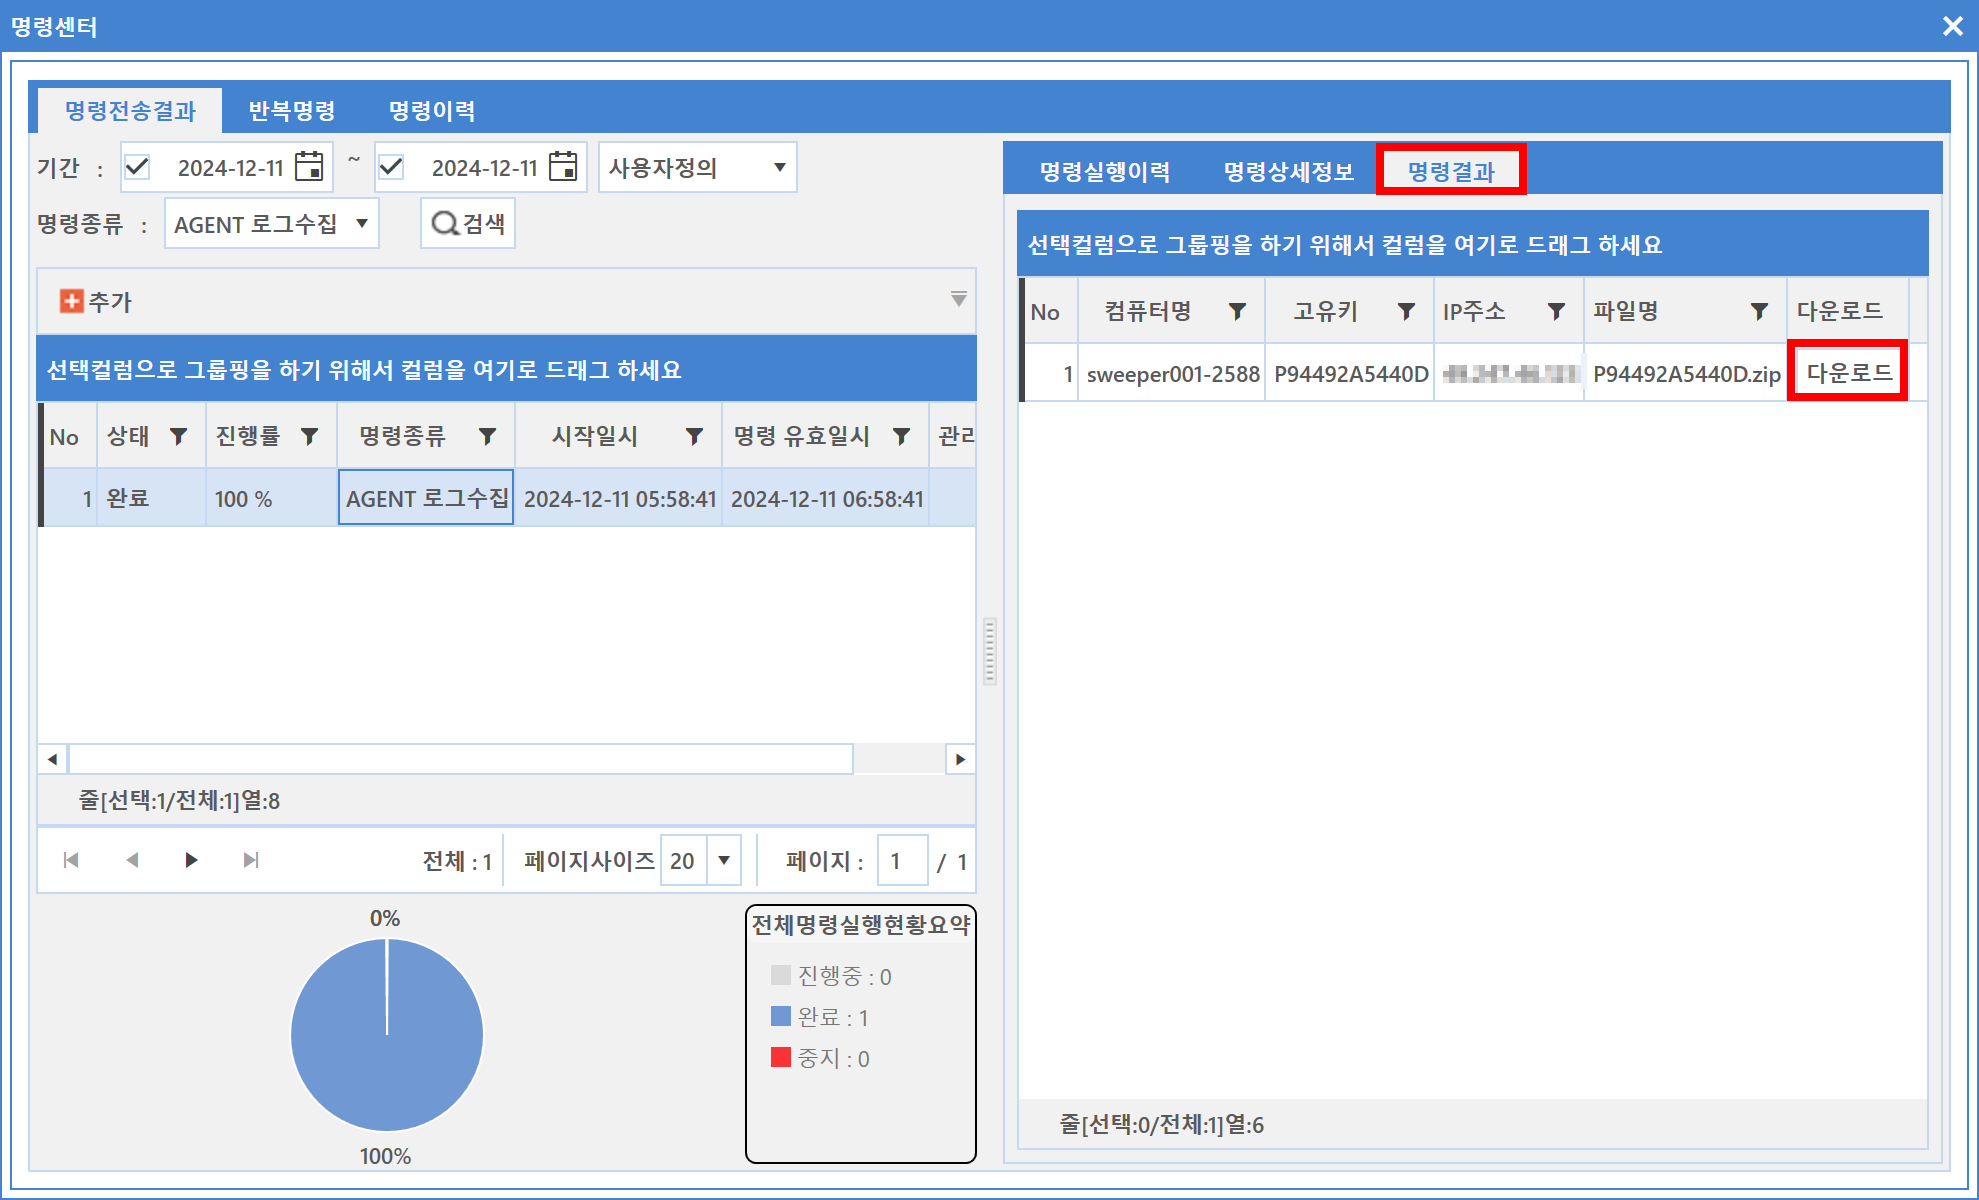 명령센터
명령전송결과 반복명령 명령이력
기간 : 2024-12-11 ~ 2024-12-11 사용자정의
명령종류 : AGENT 로그수집 검색
추가
선택컬럼으로 그룹핑을 하기 위해서 컬럼을 여기로 드래그 하세요
No 상태 진행률 명령종류 시작일시 명령 유효일시 관리
1 완료 100 % AGENT 로그수집 2024-12-11 05:58:41 2024-12-11 06:58:41
줄[선택:1/전체:1]열:8
전체 : 1 페이지사이즈 20 페이지 : 1 / 1
0%
100%
전체명령실행현황요약
진행중 : 0
완료 : 1
중지 : 0
명령실행이력 명령상세정보 명령결과
선택컬럼으로 그룹핑을 하기 위해서 컬럼을 여기로 드래그 하세요
No 컴퓨터명 고유키 IP주소 파일명 다운로드
1 sweeper001-2588 P94492A5440D P94492A5440D.zip 다운로드
줄[선택:0/전체:1]열:6